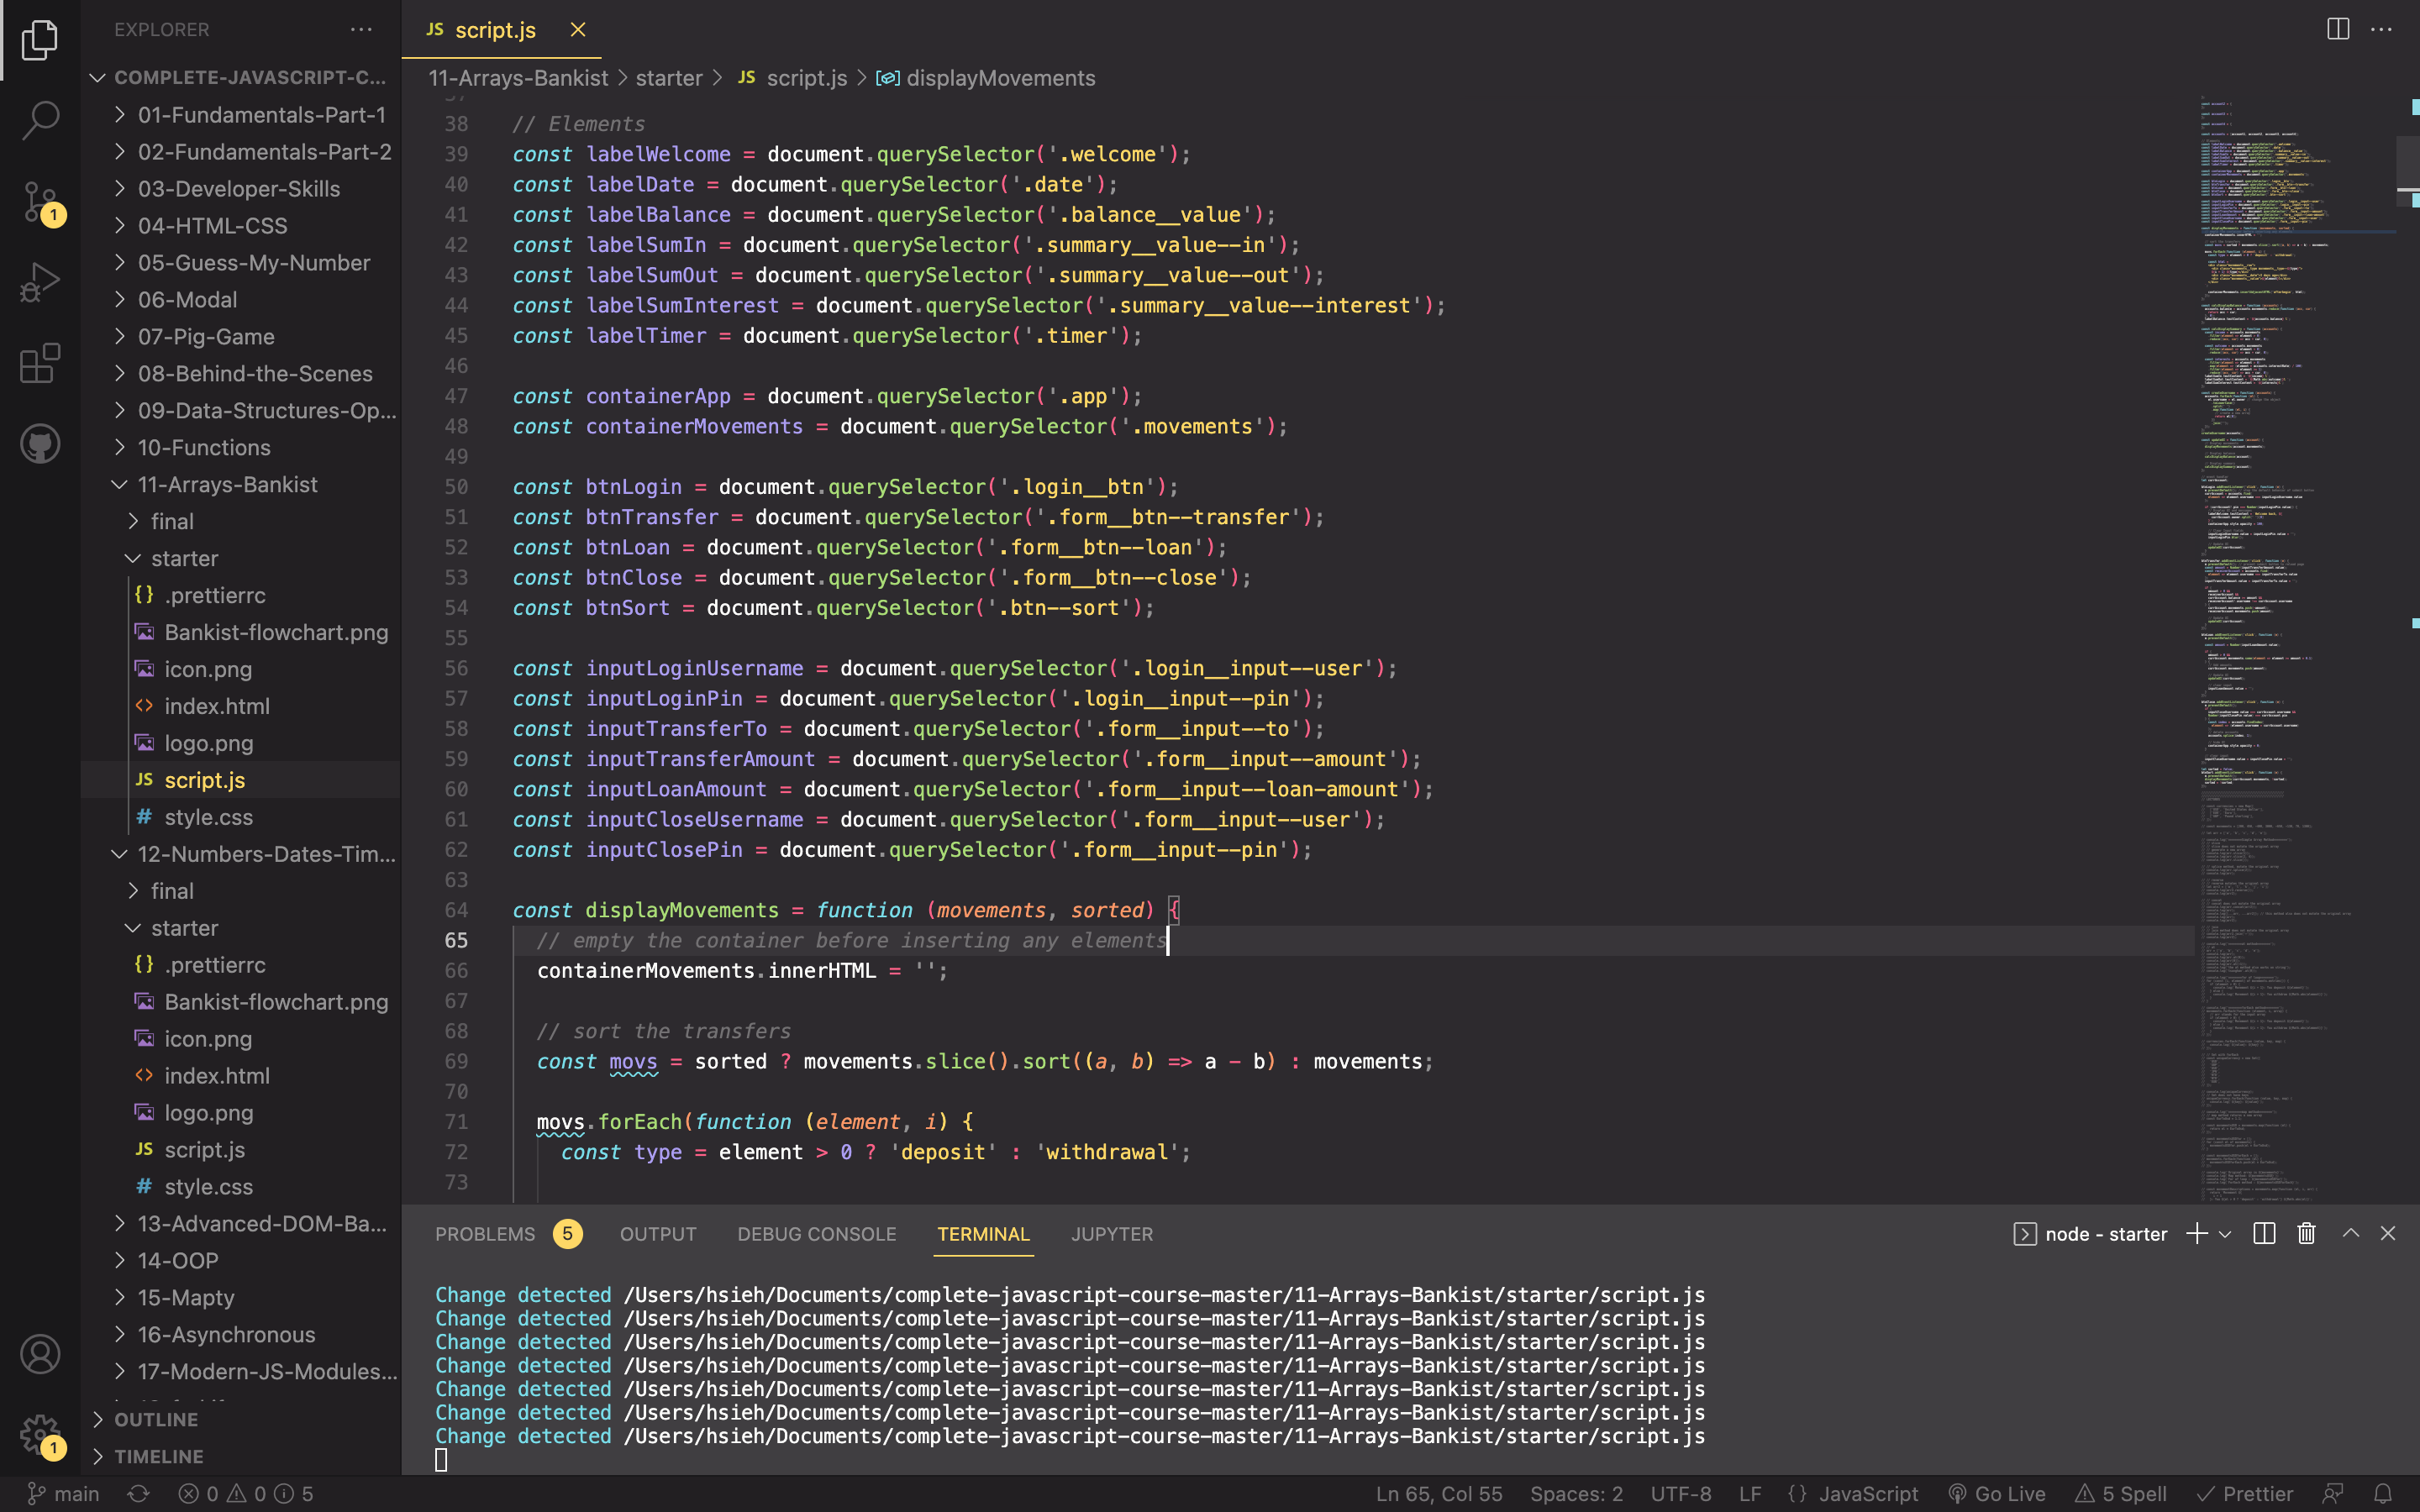 EXPLORER
COMPLETE-JAVASCRIPT-C...
01-Fundamentals-Part-1
02-Fundamentals-Part-2
03-Developer-Skills
04-HTML-CSS
05-Guess-My-Number
06-Modal
07-Pig-Game
08-Behind-the-Scenes
09-Data-Structures-Op...
10-Functions
11-Arrays-Bankist
final
starter
{} .prettierrc
Bankist-flowchart.png
icon.png
<> index.html
logo.png
JS script.js
# style.css
12-Numbers-Dates-Tim...
final
starter
{} .prettierrc
Bankist-flowchart.png
icon.png
<> index.html
logo.png
JS script.js
# style.css
13-Advanced-DOM-Ba...
14-OOP
15-Mapty
16-Asynchronous
17-Modern-JS-Modules...
OUTLINE
TIMELINE
1
1
JS script.js
11-Arrays-Bankist > starter > JS script.js > displayMovements
38 // Elements
39 const labelWelcome = document.querySelector('.welcome');
40 const labelDate = document.querySelector('.date');
41 const labelBalance = document.querySelector('.balance__value');
42 const labelSumIn = document.querySelector('.summary__value--in');
43 const labelSumOut = document.querySelector('.summary__value--out');
44 const labelSumInterest = document.querySelector('.summary__value--interest');
45 const labelTimer = document.querySelector('.timer');
46
47 const containerApp = document.querySelector('.app');
48 const containerMovements = document.querySelector('.movements');
49
50 const btnLogin = document.querySelector('.login__btn');
51 const btnTransfer = document.querySelector('.form__btn--transfer');
52 const btnLoan = document.querySelector('.form__btn--loan');
53 const btnClose = document.querySelector('.form__btn--close');
54 const btnSort = document.querySelector('.btn--sort');
55
56 const inputLoginUsername = document.querySelector('.login__input--user');
57 const inputLoginPin = document.querySelector('.login__input--pin');
58 const inputTransferTo = document.querySelector('.form__input--to');
59 const inputTransferAmount = document.querySelector('.form__input--amount');
60 const inputLoanAmount = document.querySelector('.form__input--loan-amount');
61 const inputCloseUsername = document.querySelector('.form__input--user');
62 const inputClosePin = document.querySelector('.form__input--pin');
63
64 const displayMovements = function (movements, sorted) {
65 // empty the container before inserting any elements
66 containerMovements.innerHTML = '';
67
68 // sort the transfers
69 const movs = sorted ? movements.slice().sort((a, b) => a - b) : movements;
70
71 movs.forEach(function (element, i) {
72 const type = element > 0 ? 'deposit' : 'withdrawal';
73
PROBLEMS 5 OUTPUT DEBUG CONSOLE TERMINAL JUPYTER node - starter
Change detected /Users/hsieh/Documents/complete-javascript-course-master/11-Arrays-Bankist/starter/script.js
Change detected /Users/hsieh/Documents/complete-javascript-course-master/11-Arrays-Bankist/starter/script.js
Change detected /Users/hsieh/Documents/complete-javascript-course-master/11-Arrays-Bankist/starter/script.js
Change detected /Users/hsieh/Documents/complete-javascript-course-master/11-Arrays-Bankist/starter/script.js
Change detected /Users/hsieh/Documents/complete-javascript-course-master/11-Arrays-Bankist/starter/script.js
Change detected /Users/hsieh/Documents/complete-javascript-course-master/11-Arrays-Bankist/starter/script.js
Change detected /Users/hsieh/Documents/complete-javascript-course-master/11-Arrays-Bankist/starter/script.js
main 0 0 5 Ln 65, Col 55 Spaces: 2 UTF-8 LF {} JavaScript Go Live 5 Spell Prettier